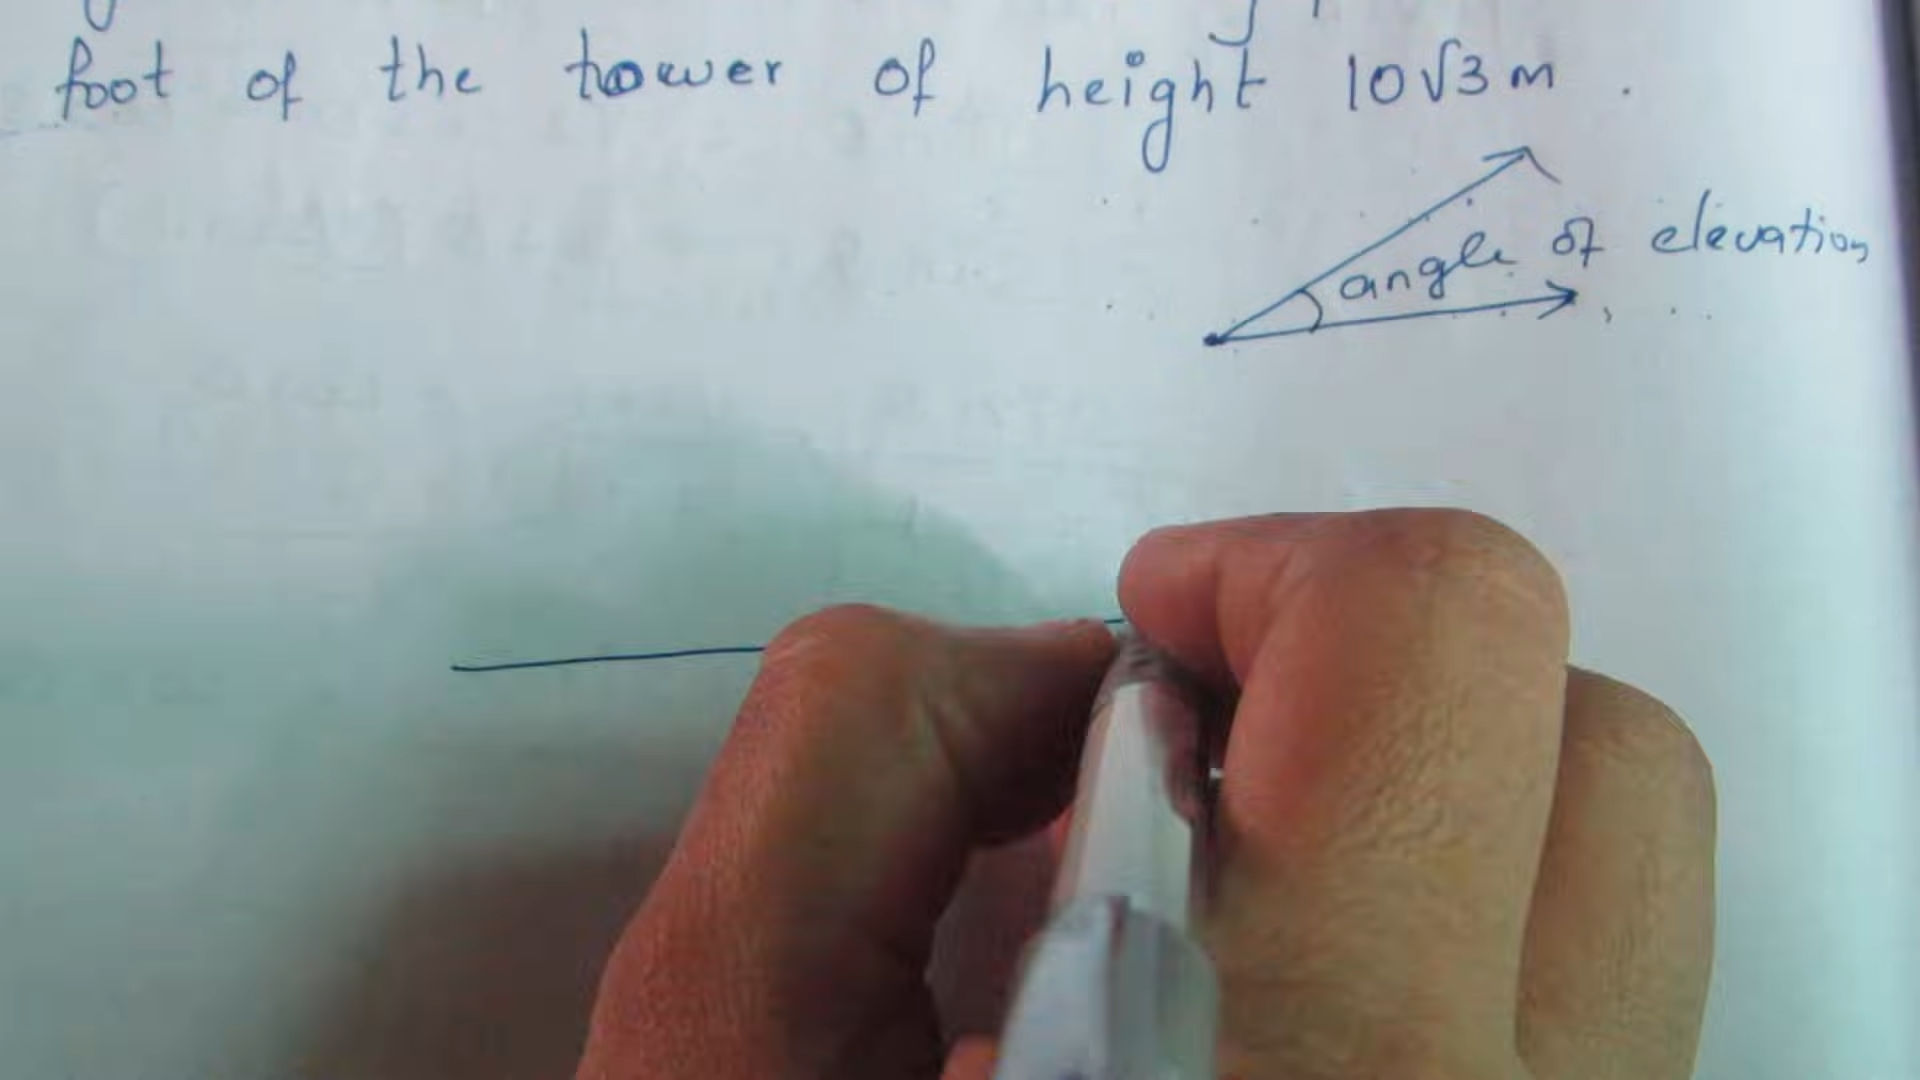 foot of the tower of height 10√3 m .
angle of elevation